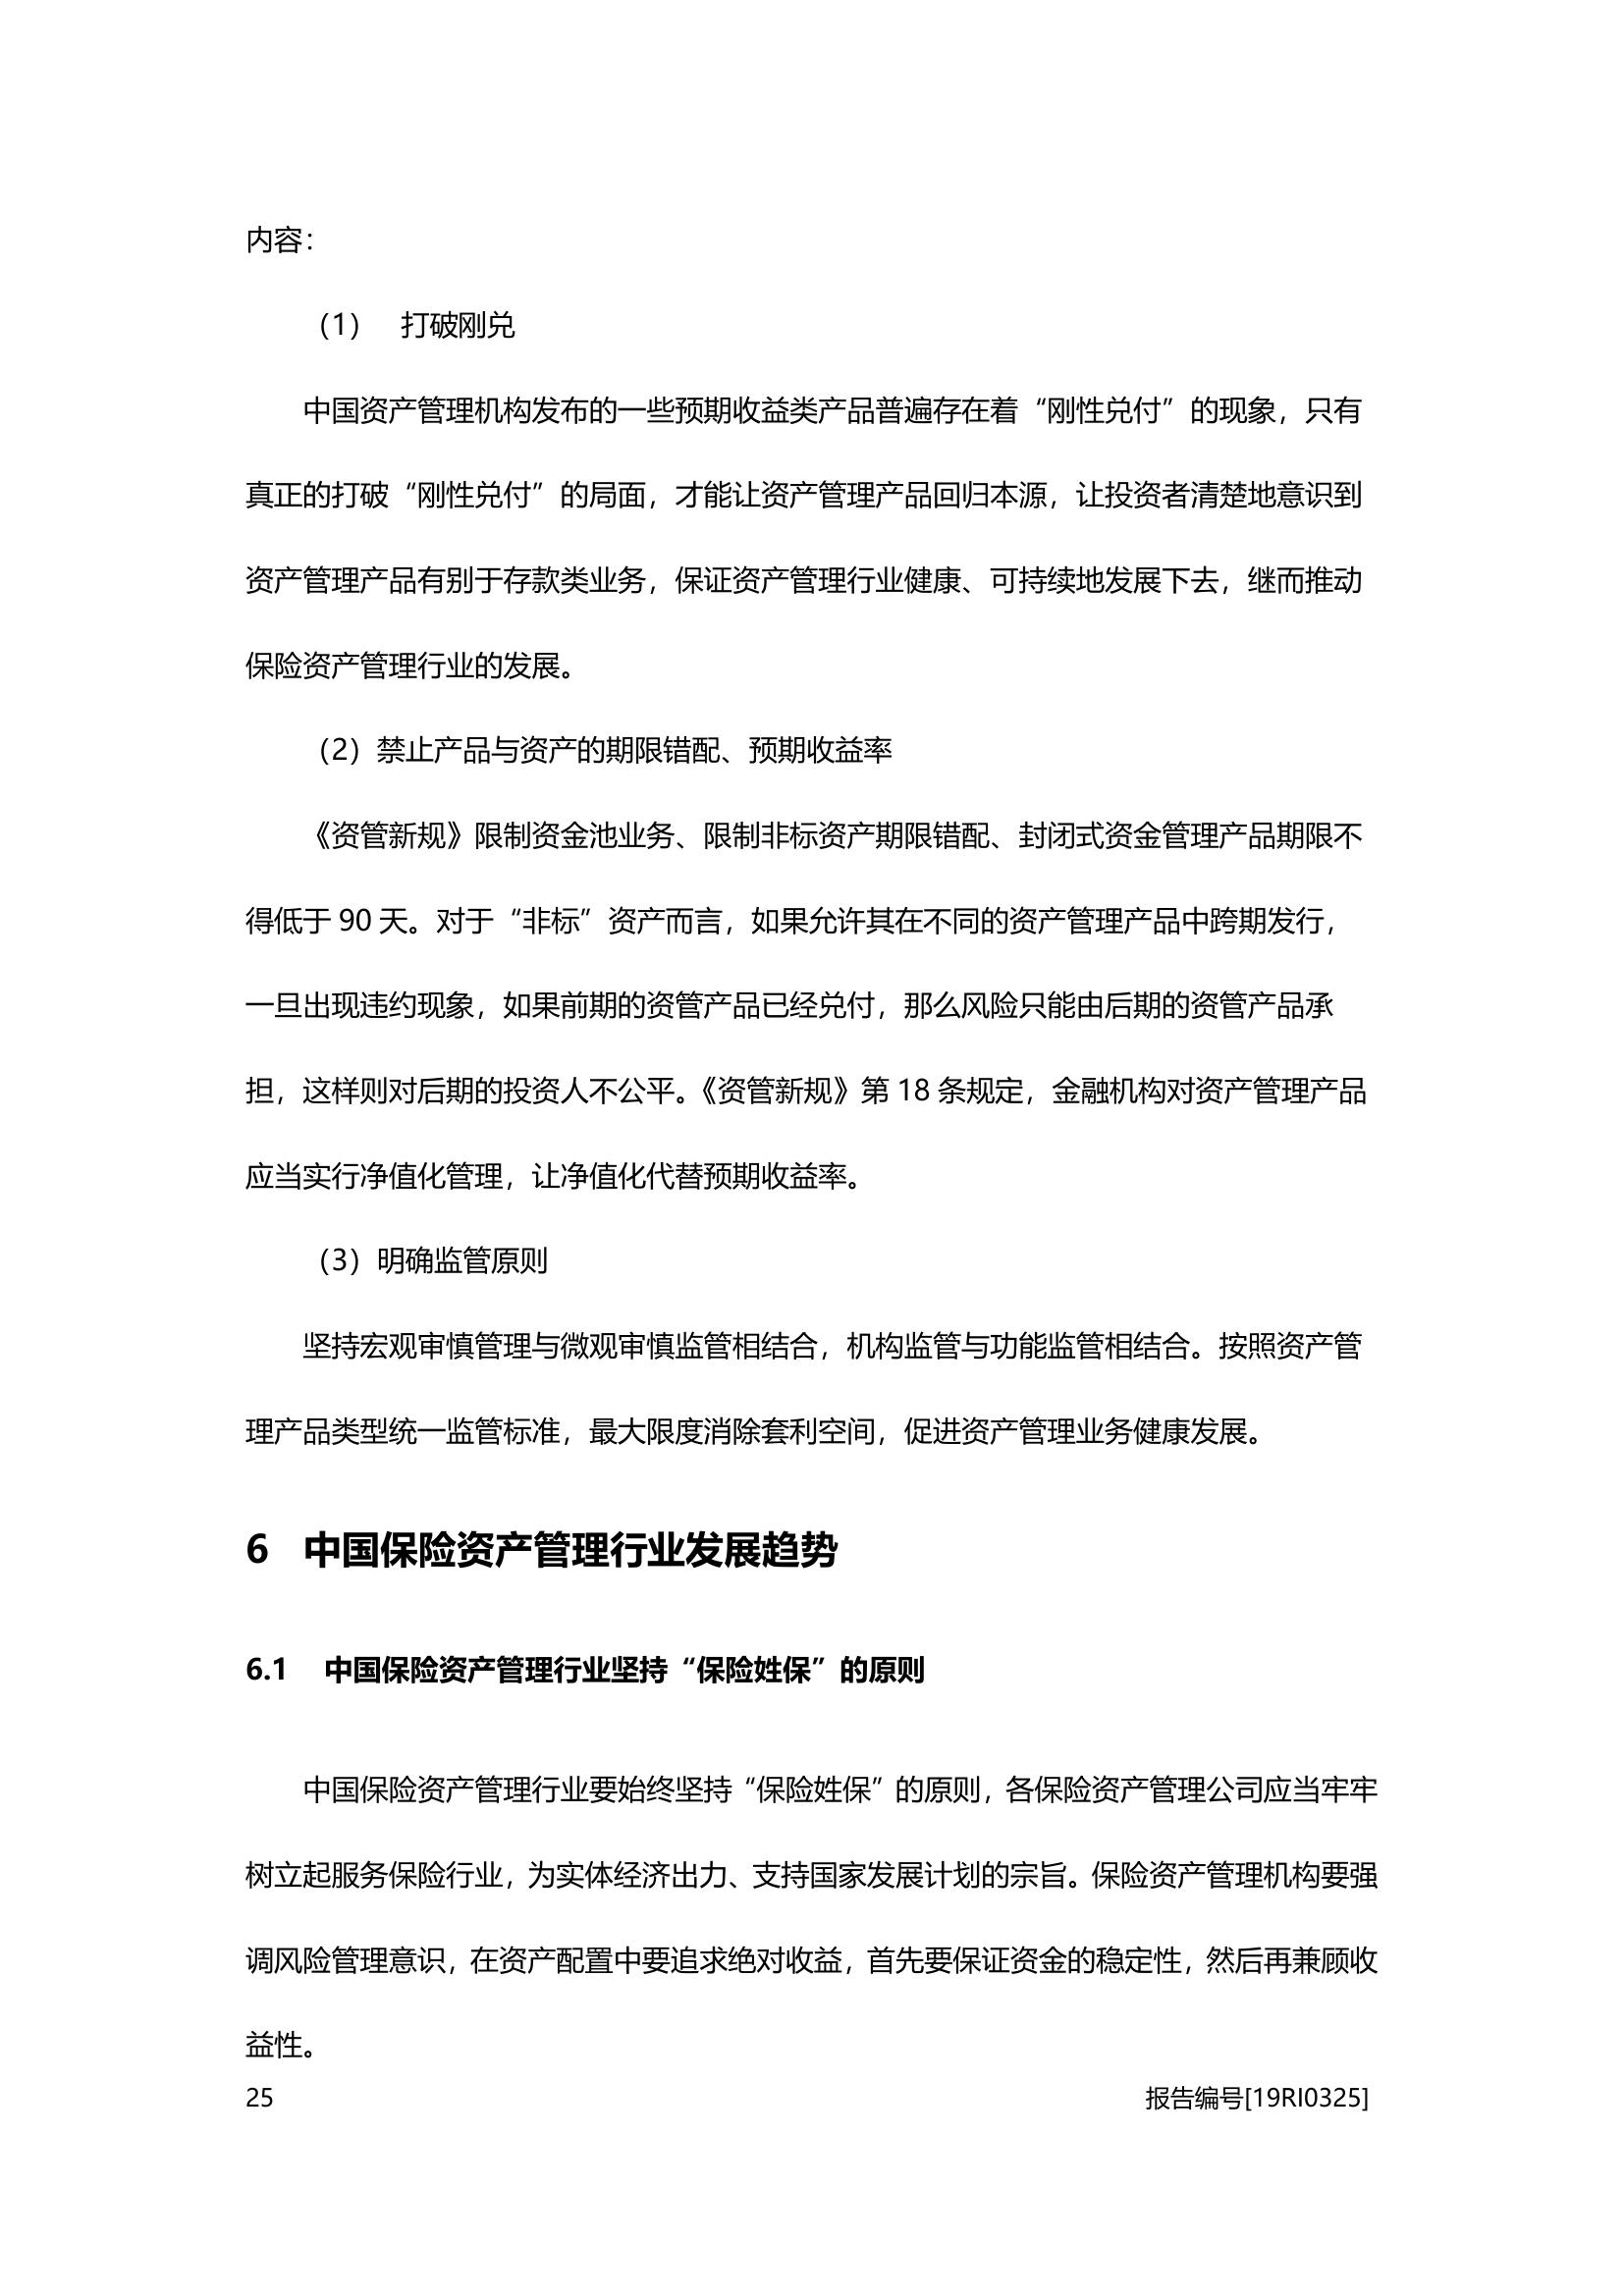 内容：
（1） 打破刚兑
中国资产管理机构发布的一些预期收益类产品普遍存在着“刚性兑付”的现象，只有
真正的打破“刚性兑付”的局面，才能让资产管理产品回归本源，让投资者清楚地意识到
资产管理产品有别于存款类业务，保证资产管理行业健康、可持续地发展下去，继而推动
保险资产管理行业的发展。
（2）禁止产品与资产的期限错配、预期收益率
《资管新规》限制资金池业务、限制非标资产期限错配、封闭式资金管理产品期限不
得低于 90 天。对于“非标”资产而言，如果允许其在不同的资产管理产品中跨期发行，
一旦出现违约现象，如果前期的资管产品已经兑付，那么风险只能由后期的资管产品承
担，这样则对后期的投资人不公平。《资管新规》第 18 条规定，金融机构对资产管理产品
应当实行净值化管理，让净值化代替预期收益率。
（3）明确监管原则
坚持宏观审慎管理与微观审慎监管相结合，机构监管与功能监管相结合。按照资产管
理产品类型统一监管标准，最大限度消除套利空间，促进资产管理业务健康发展。
6 中国保险资产管理行业发展趋势
6.1 中国保险资产管理行业坚持“保险姓保”的原则
中国保险资产管理行业要始终坚持“保险姓保”的原则，各保险资产管理公司应当牢牢
树立起服务保险行业，为实体经济出力、支持国家发展计划的宗旨。保险资产管理机构要强
调风险管理意识，在资产配置中要追求绝对收益，首先要保证资金的稳定性，然后再兼顾收
益性。
25 报告编号[19RI0325]